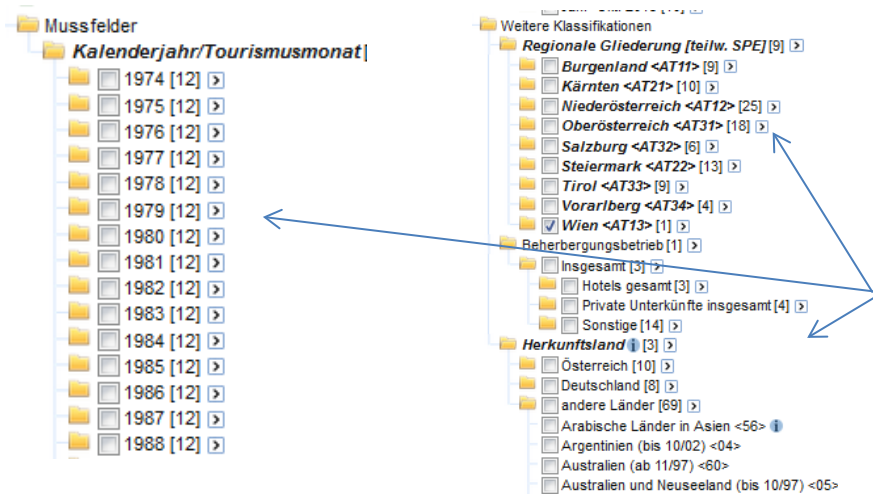 Mussfelder
Kalenderjahr/Tourismusmonat
1974 [12]
1975 [12]
1976 [12]
1977 [12]
1978 [12]
1979 [12]
1980 [12]
1981 [12]
1982 [12]
1983 [12]
1984 [12]
1985 [12]
1986 [12]
1987 [12]
1988 [12]
Weitere Klassifikationen
Regionale Gliederung [teilw. SPE] [9]
Burgenland <AT11> [9]
Kärnten <AT21> [10]
Niederösterreich <AT12> [25]
Oberösterreich <AT31> [18]
Salzburg <AT32> [6]
Steiermark <AT22> [13]
Tirol <AT33> [9]
Vorarlberg <AT34> [4]
Wien <AT13> [1]
Beherbergungsbetrieb [1]
Insgesamt [3]
Hotels gesamt [3]
Private Unterkünfte insgesamt [4]
Sonstige [14]
Herkunftsland [3]
Österreich [10]
Deutschland [8]
andere Länder [69]
Arabische Länder in Asien <56>
Argentinien (bis 10/02) <04>
Australien (ab 11/97) <60>
Australien und Neuseeland (bis 10/97) <05>